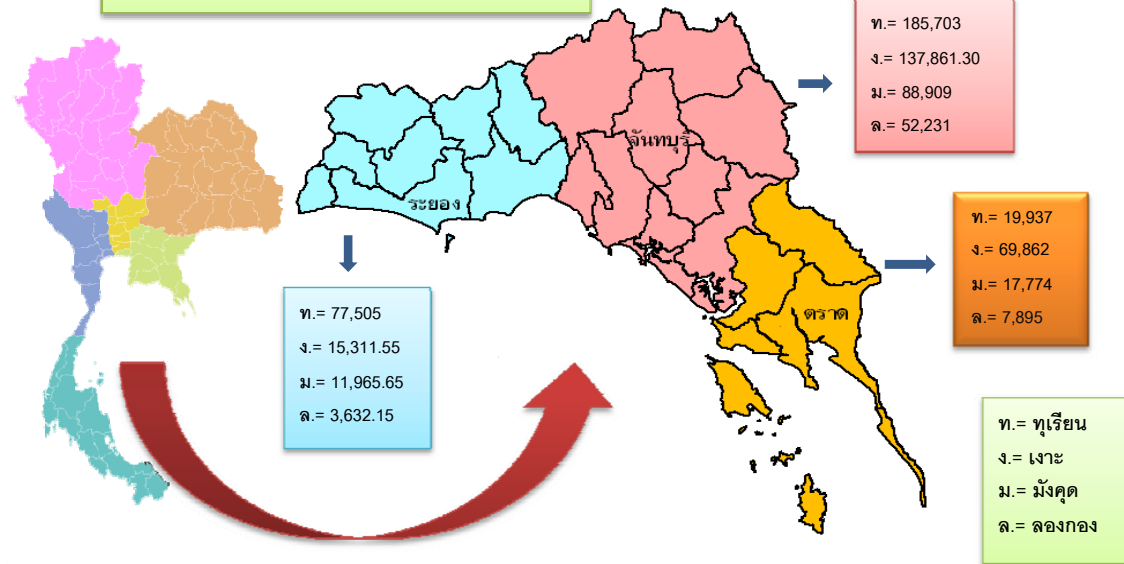 ท.= 185,703
ง.= 137,861.30
ม.= 88,909
ล.= 52,231
จันทบุรี
ระยอง
ท.= 19,937
ง.= 69,862
ม.= 17,774
ล.= 7,895
ตราด
ท.= 77,505
ง.= 15,311.55
ม.= 11,965.65
ล.= 3,632.15
ท.= ทุเรียน
ง.= เงาะ
ม.= มังคุด
ล.= ลองกอง